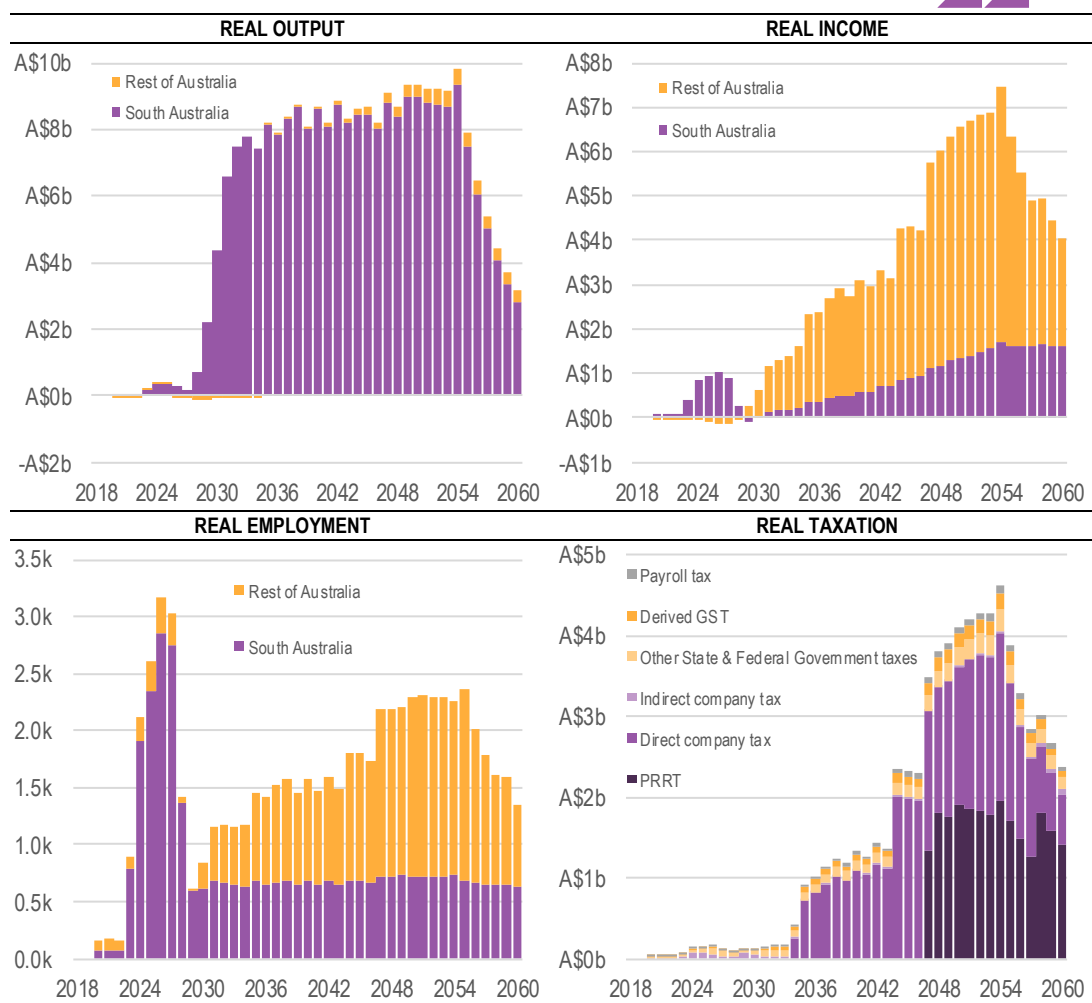 REAL OUTPUT
A$10b
A$8b
A$6b
A$4b
A$2b
A$0b
-A$2b
Rest of Australia
South Australia
2018 2024 2030 2036 2042 2048 2054 2060
REAL INCOME
A$8b
A$7b
A$6b
A$5b
A$4b
A$3b
A$2b
A$1b
A$0b
-A$1b
Rest of Australia
South Australia
2018 2024 2030 2036 2042 2048 2054 2060
REAL EMPLOYMENT
3.5k
3.0k
2.5k
2.0k
1.5k
1.0k
0.5k
0.0k
Rest of Australia
South Australia
2018 2024 2030 2036 2042 2048 2054 2060
REAL TAXATION
A$5b
A$4b
A$3b
A$2b
A$1b
A$0b
Payroll tax
Derived GST
Other State & Federal Government taxes
Indirect company tax
Direct company tax
PRRT
2018 2024 2030 2036 2042 2048 2054 2060